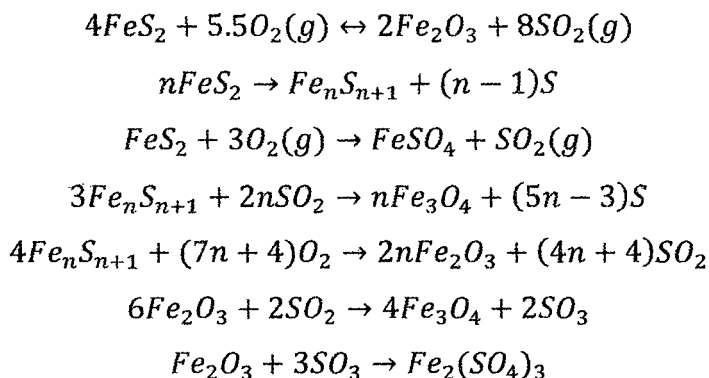 4FeS₂ + 5.5O₂(g) ↔ 2Fe₂O₃ + 8SO₂(g)
nFeS₂ → FeₙSₙ₊₁ + (n − 1)S
FeS₂ + 3O₂(g) → FeSO₄ + SO₂(g)
3FeₙSₙ₊₁ + 2nSO₂ → nFe₃O₄ + (5n − 3)S
4FeₙSₙ₊₁ + (7n + 4)O₂ → 2nFe₂O₃ + (4n + 4)SO₂
6Fe₂O₃ + 2SO₂ → 4Fe₃O₄ + 2SO₃
Fe₂O₃ + 3SO₃ → Fe₂(SO₄)₃